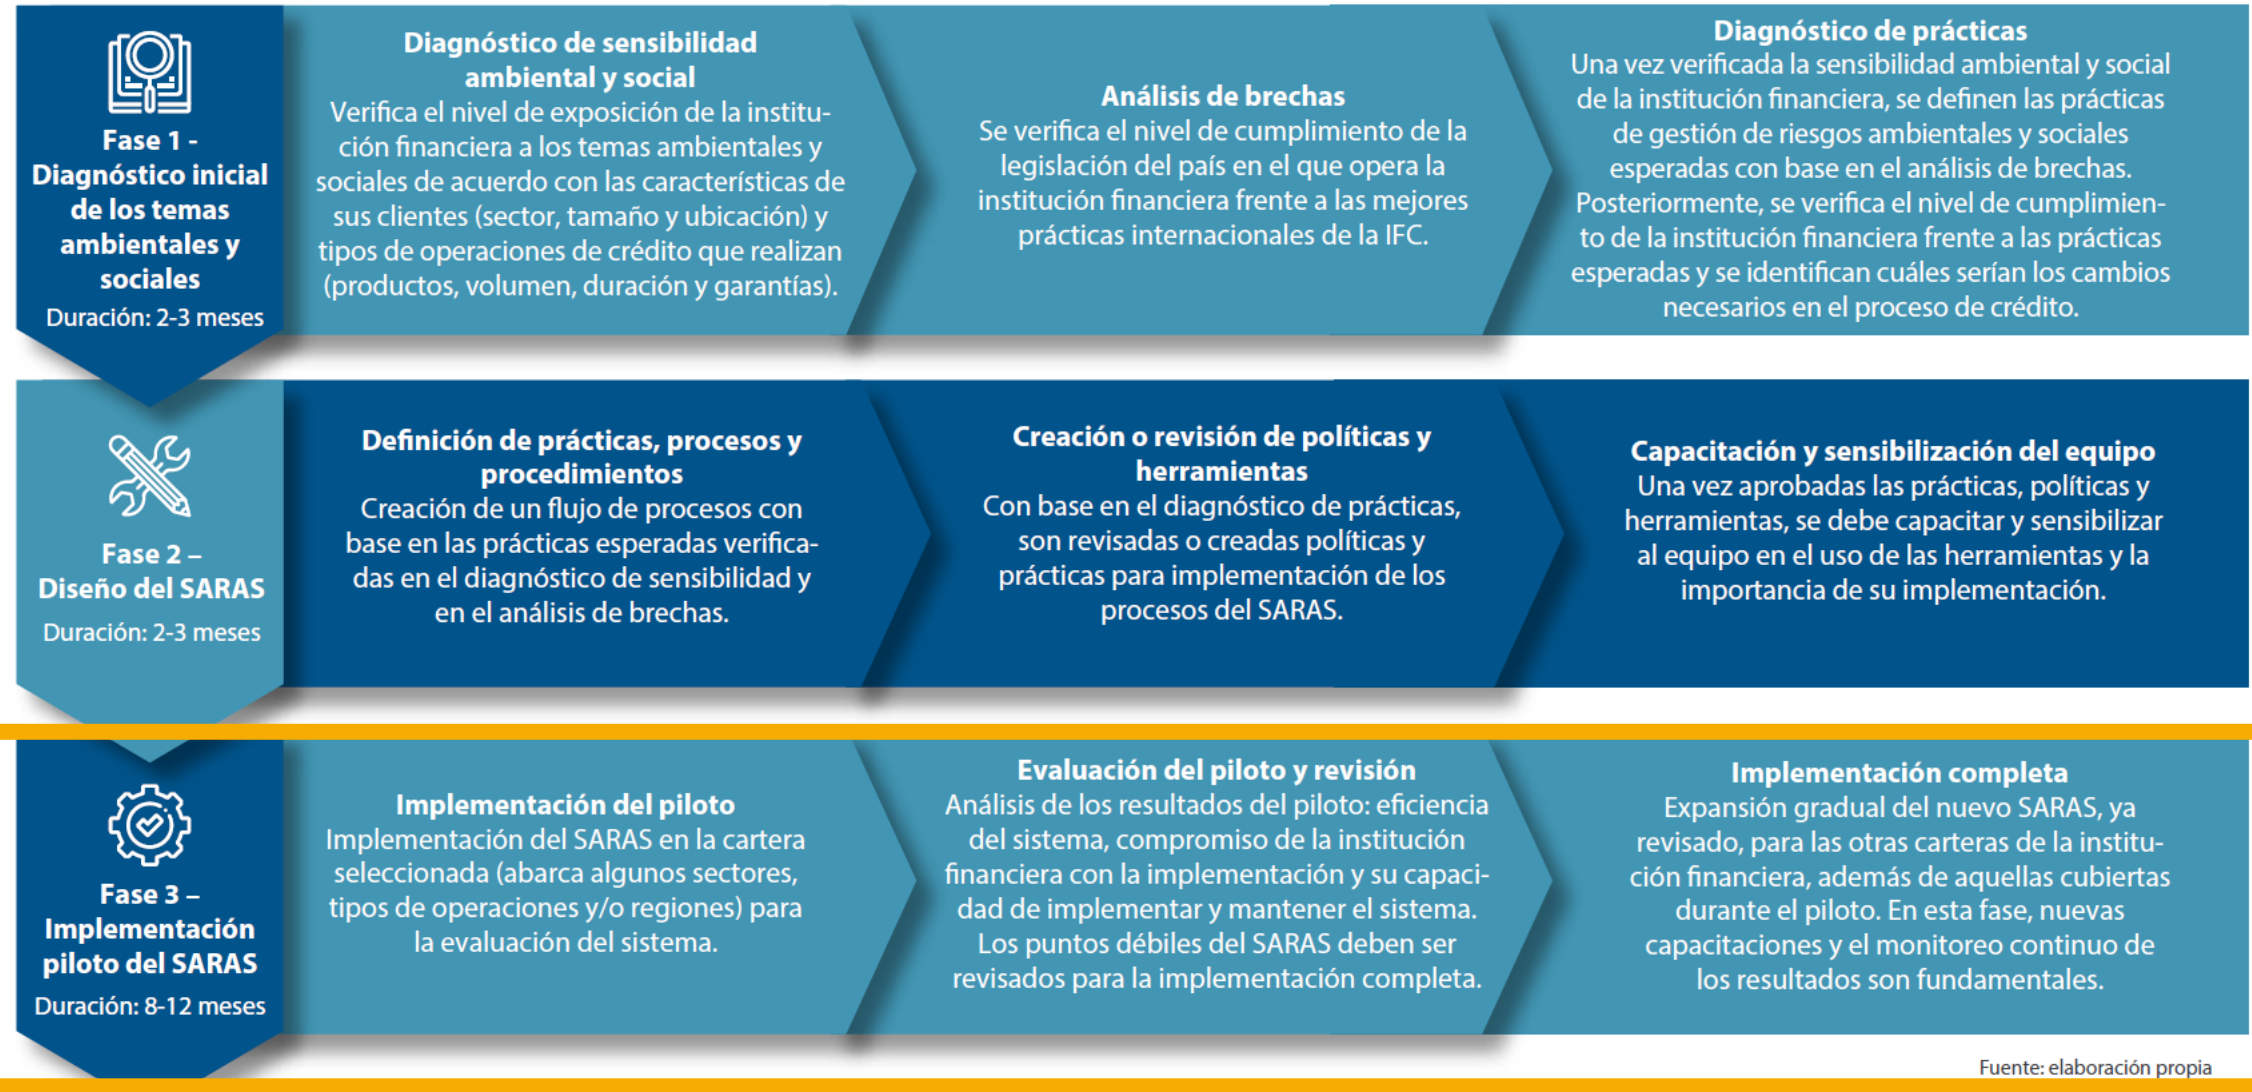 Fase 1 -
Diagnóstico inicial
de los temas
ambientales y
sociales
Duración: 2-3 meses
Diagnóstico de sensibilidad
ambiental y social
Verifica el nivel de exposición de la institu-
ción financiera a los temas ambientales y
sociales de acuerdo con las características de
sus clientes (sector, tamaño y ubicación) y
tipos de operaciones de crédito que realizan
(productos, volumen, duración y garantías).
Análisis de brechas
Se verifica el nivel de cumplimiento de la
legislación del país en el que opera la
institución financiera frente a las mejores
prácticas internacionales de la IFC.
Diagnóstico de prácticas
Una vez verificada la sensibilidad ambiental y social
de la institución financiera, se definen las prácticas
de gestión de riesgos ambientales y sociales
esperadas con base en el análisis de brechas.
Posteriormente, se verifica el nivel de cumplimien-
to de la institución financiera frente a las prácticas
esperadas y se identifican cuáles serían los cambios
necesarios en el proceso de crédito.
Fase 2 –
Diseño del SARAS
Duración: 2-3 meses
Definición de prácticas, procesos y
procedimientos
Creación de un flujo de procesos con
base en las prácticas esperadas verifica-
das en el diagnóstico de sensibilidad y
en el análisis de brechas.
Creación o revisión de políticas y
herramientas
Con base en el diagnóstico de prácticas,
son revisadas o creadas políticas y
prácticas para implementación de los
procesos del SARAS.
Capacitación y sensibilización del equipo
Una vez aprobadas las prácticas, políticas y
herramientas, se debe capacitar y sensibilizar
al equipo en el uso de las herramientas y la
importancia de su implementación.
Fase 3 –
Implementación
piloto del SARAS
Duración: 8-12 meses
Implementación del piloto
Implementación del SARAS en la cartera
seleccionada (abarca algunos sectores,
tipos de operaciones y/o regiones) para
la evaluación del sistema.
Evaluación del piloto y revisión
Análisis de los resultados del piloto: eficiencia
del sistema, compromiso de la institución
financiera con la implementación y su capaci-
dad de implementar y mantener el sistema.
Los puntos débiles del SARAS deben ser
revisados para la implementación completa.
Implementación completa
Expansión gradual del nuevo SARAS, ya
revisado, para las otras carteras de la institu-
ción financiera, además de aquellas cubiertas
durante el piloto. En esta fase, nuevas
capacitaciones y el monitoreo continuo de
los resultados son fundamentales.
Fuente: elaboración propia